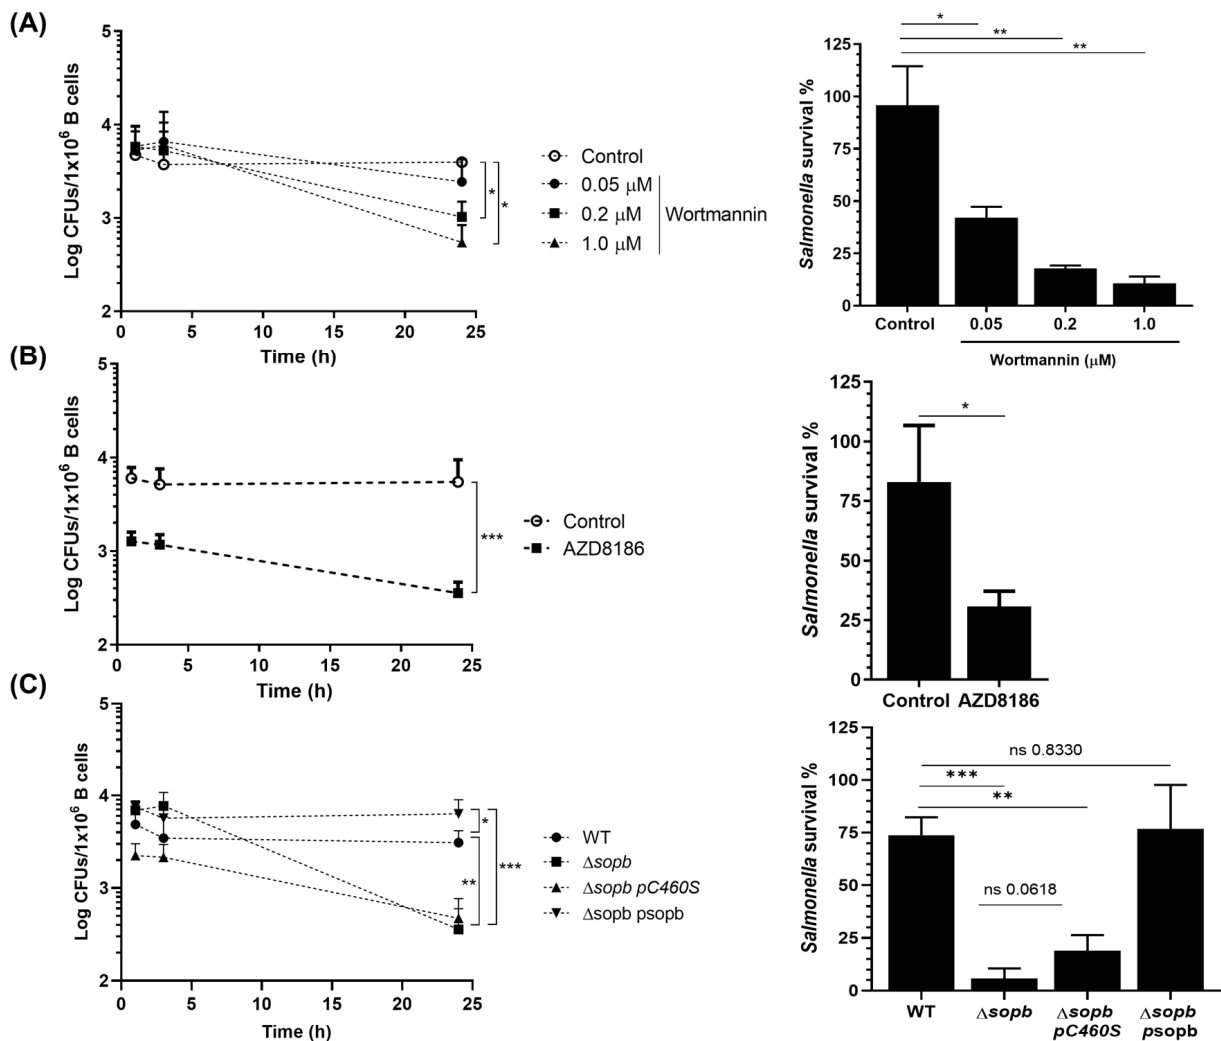 (A)
Log CFUs/1x10⁶ B cells
5
4
3
2
0 5 10 15 20 25
Time (h)
*
*
Control
0.05 μM
0.2 μM
1.0 μM
Wortmannin
Salmonella survival %
125
100
75
50
25
0
*
**
**
Control 0.05 0.2 1.0
Wortmannin (μM)
(B)
Log CFUs/1x10⁶ B cells
5
4
3
2
0 5 10 15 20 25
Time (h)
***
Control
AZD8186
Salmonella survival %
125
100
75
50
25
0
*
Control AZD8186
(C)
Log CFUs/1x10⁶ B cells
5
4
3
2
0 5 10 15 20 25
Time (h)
*
**
***
WT
Δsopb
Δsopb pC460S
Δsopb psopb
Salmonella survival %
125
100
75
50
25
0
ns 0.8330
***
**
ns 0.0618
WT Δsopb Δsopb Δsopb
pC460S psopb